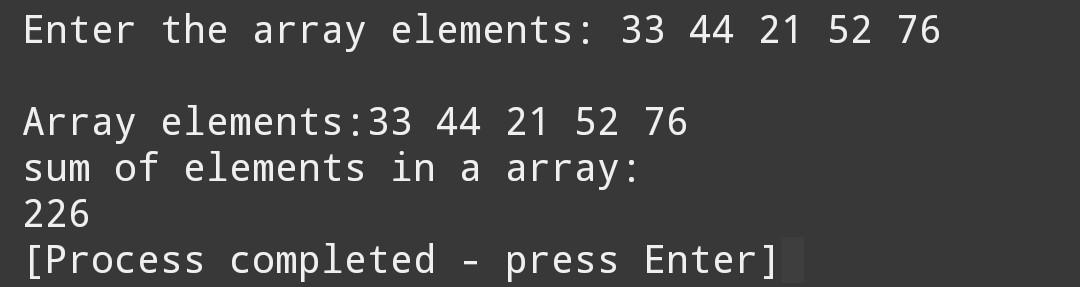 Enter the array elements: 33 44 21 52 76
Array elements:33 44 21 52 76
sum of elements in a array:
226
[Process completed - press Enter]